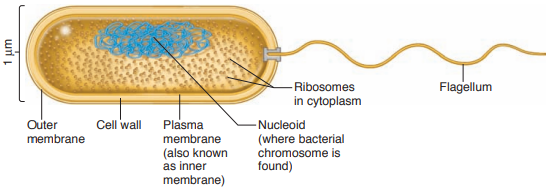 1 μm
Ribosomes
in cytoplasm
Flagellum
Outer
membrane
Cell wall
Plasma
membrane
(also known
as inner
membrane)
Nucleoid
(where bacterial
chromosome is
found)